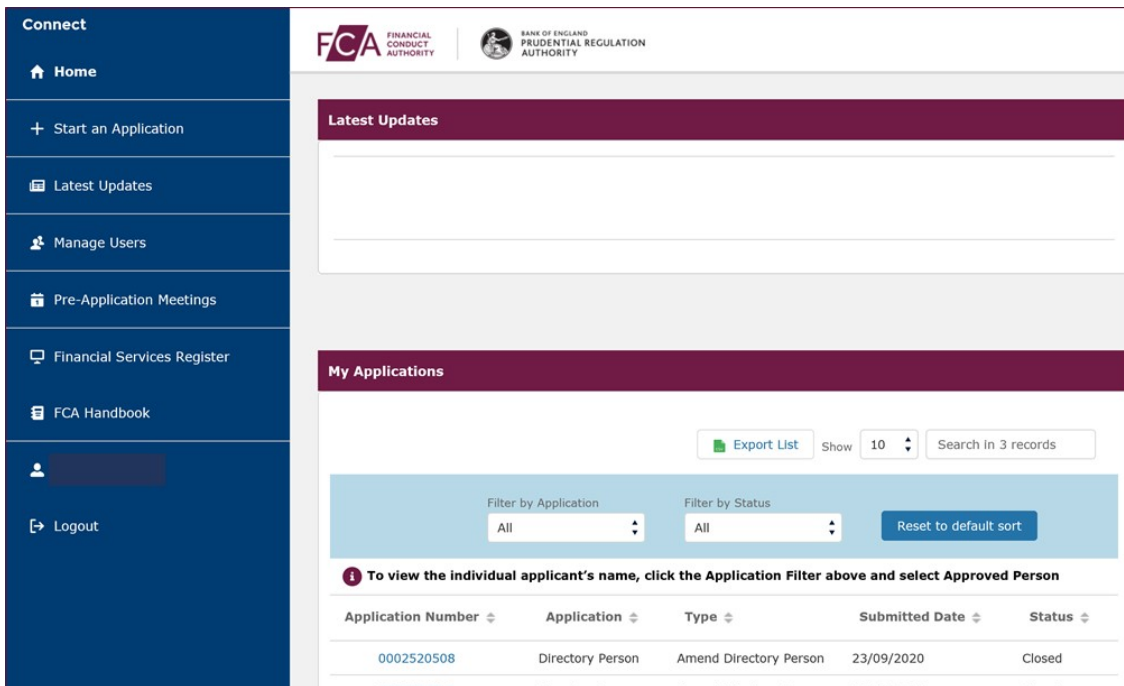 Connect
Home
Start an Application
Latest Updates
Manage Users
Pre-Application Meetings
Financial Services Register
FCA Handbook
Logout
FCA FINANCIAL
CONDUCT
AUTHORITY
BANK OF ENGLAND
PRUDENTIAL REGULATION
AUTHORITY
Latest Updates
My Applications
Export List Show 10 Search in 3 records
Filter by Application Filter by Status
All All Reset to default sort
To view the individual applicant's name, click the Application Filter above and select Approved Person
Application Number Application Type Submitted Date Status
0002520508 Directory Person Amend Directory Person 23/09/2020 Closed